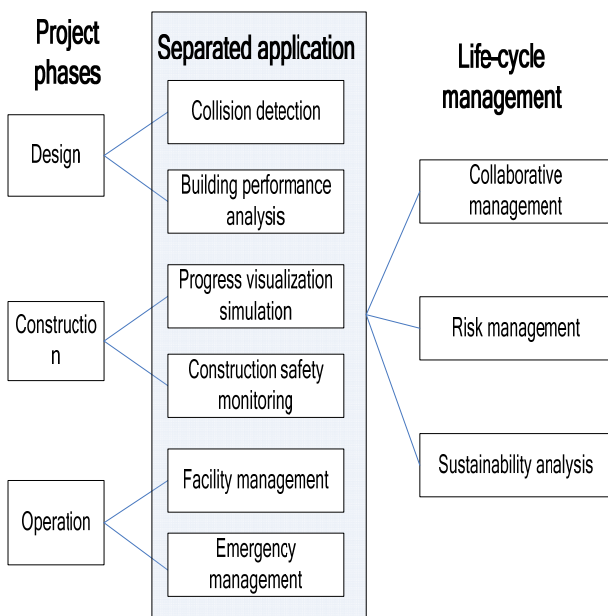 Project
phases
Separated application
Life-cycle
management
Design
Collision detection
Building performance
analysis
Collaborative
management
Constructio
n
Progress visualization
simulation
Construction safety
monitoring
Risk management
Operation
Facility management
Emergency
management
Sustainability analysis